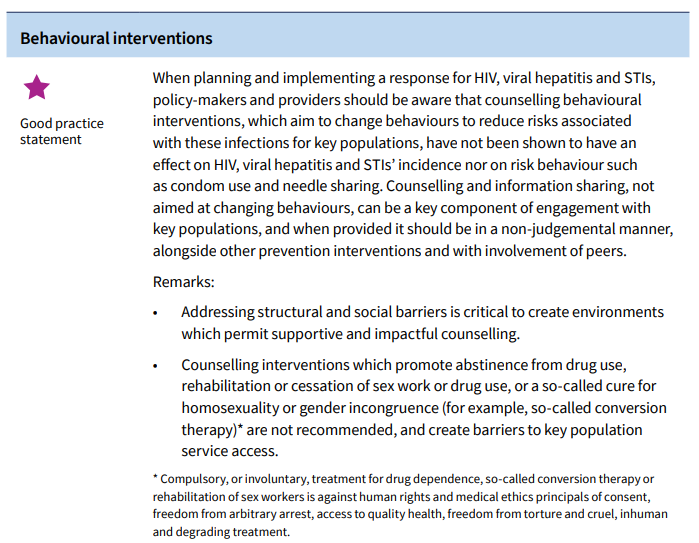 Behavioural interventions
Good practice
statement
When planning and implementing a response for HIV, viral hepatitis and STIs,
policy-makers and providers should be aware that counselling behavioural
interventions, which aim to change behaviours to reduce risks associated
with these infections for key populations, have not been shown to have an
effect on HIV, viral hepatitis and STIs’ incidence nor on risk behaviour such
as condom use and needle sharing. Counselling and information sharing, not
aimed at changing behaviours, can be a key component of engagement with
key populations, and when provided it should be in a non-judgemental manner,
alongside other prevention interventions and with involvement of peers.
Remarks:
• Addressing structural and social barriers is critical to create environments
which permit supportive and impactful counselling.
• Counselling interventions which promote abstinence from drug use,
rehabilitation or cessation of sex work or drug use, or a so-called cure for
homosexuality or gender incongruence (for example, so-called conversion
therapy)* are not recommended, and create barriers to key population
service access.
* Compulsory, or involuntary, treatment for drug dependence, so-called conversion therapy or
rehabilitation of sex workers is against human rights and medical ethics principals of consent,
freedom from arbitrary arrest, access to quality health, freedom from torture and cruel, inhuman
and degrading treatment.